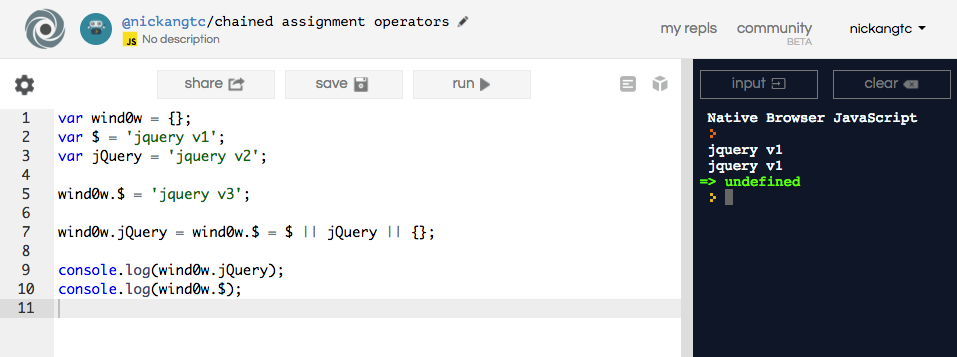 @nickangtc/chained assignment operators
JS No description
my repls community BETA nickangtc
share save run
input clear
1 var wind0w = {};
2 var $ = 'jquery v1';
3 var jQuery = 'jquery v2';
4
5 wind0w.$ = 'jquery v3';
6
7 wind0w.jQuery = wind0w.$ = $ || jQuery || {};
8
9 console.log(wind0w.jQuery);
10 console.log(wind0w.$);
11
Native Browser JavaScript
>
jquery v1
jquery v1
=> undefined
>